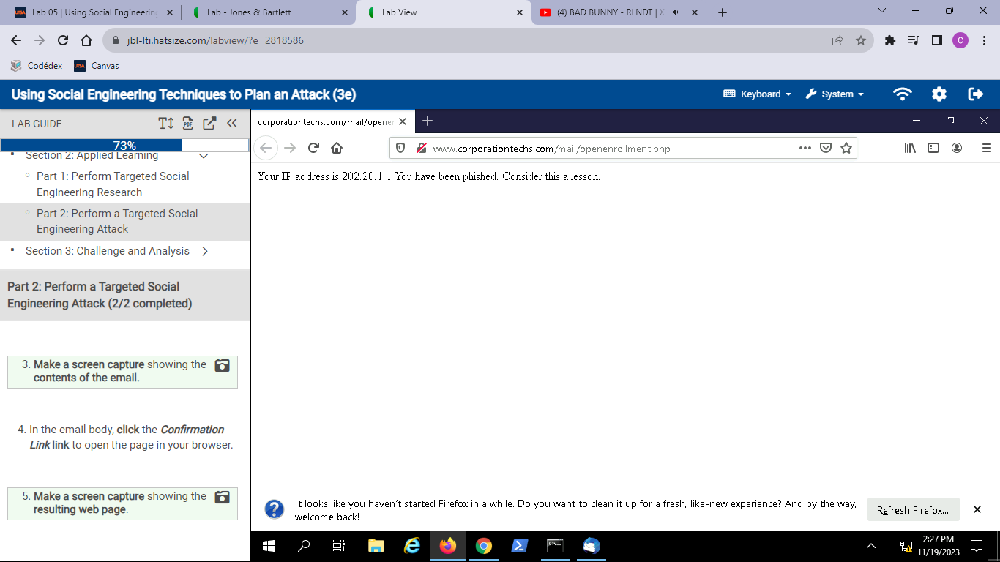 Lab 05 | Using Social Engineerin
Lab - Jones & Bartlett
Lab View
(4) BAD BUNNY - RLNDT | X
jbl-lti.hatsize.com/labview/?e=2818586
C
UTSA
Codédex
UTSA
Canvas
Using Social Engineering Techniques to Plan an Attack (3e)
Keyboard
System
LAB GUIDE
PDF
73%
Section 2: Applied Learning
Part 1: Perform Targeted Social
Engineering Research
Part 2: Perform a Targeted Social
Engineering Attack
Section 3: Challenge and Analysis
Part 2: Perform a Targeted Social
Engineering Attack (2/2 completed)
3. Make a screen capture showing the
contents of the email.
4. In the email body, click the Confirmation
Link link to open the page in your browser.
5. Make a screen capture showing the
resulting web page.
corporationtechs.com/mail/openen
www.corporationtechs.com/mail/openenrollment.php
Your IP address is 202.20.1.1 You have been phished. Consider this a lesson.
It looks like you haven't started Firefox in a while. Do you want to clean it up for a fresh, like-new experience? And by the way,
welcome back!
Refresh Firefox...
2:27 PM
11/19/2023